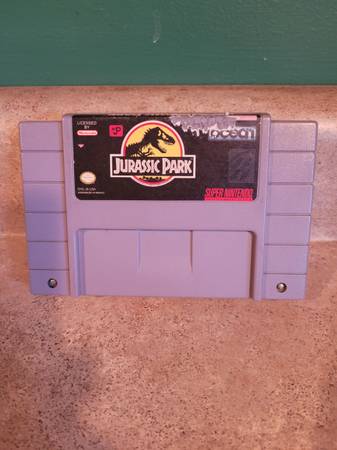 LICENSED
BY
Nintendo
P
ocean
JURASSIC PARK
SUPER NINTENDO